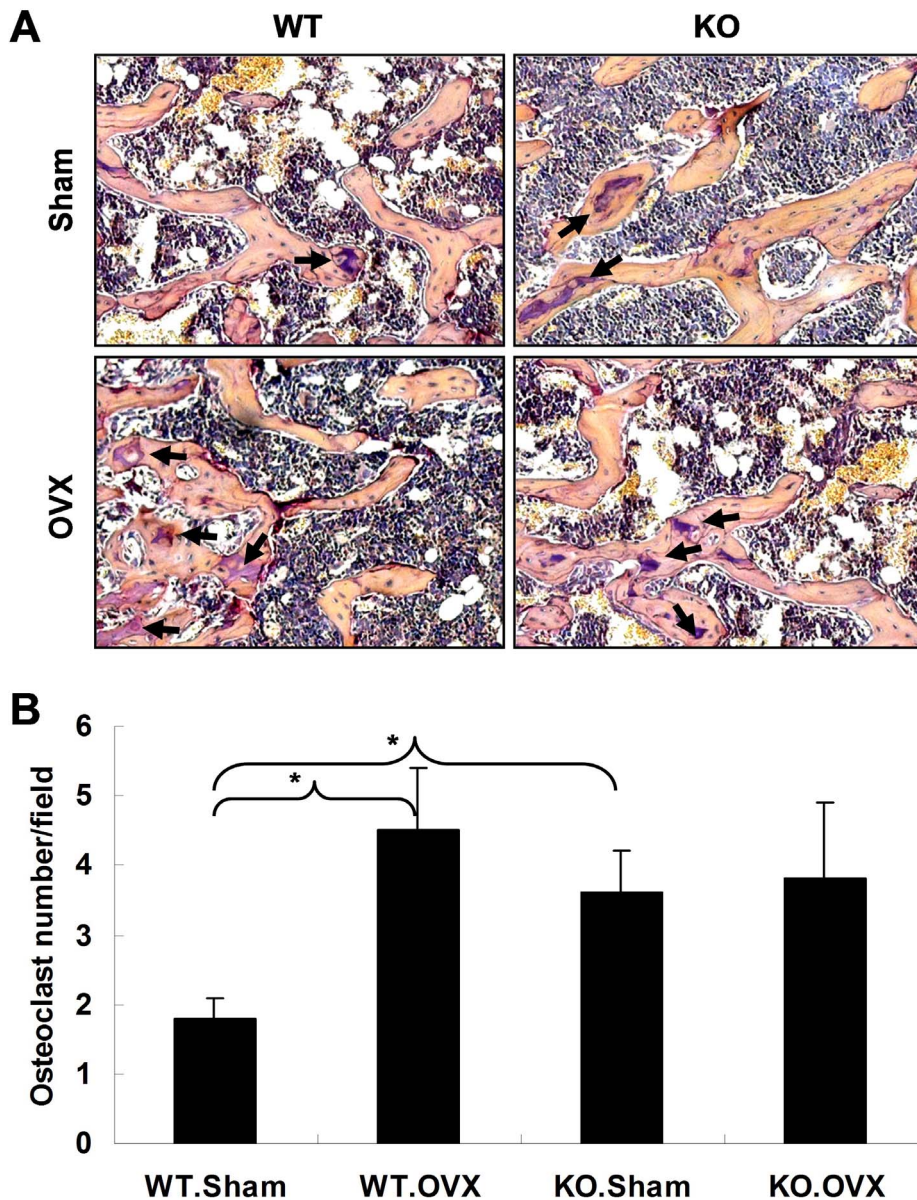 A
WT
KO
Sham
OVX
B
Osteoclast number/field
6
5
4
3
2
1
0
*
*
WT.Sham
WT.OVX
KO.Sham
KO.OVX